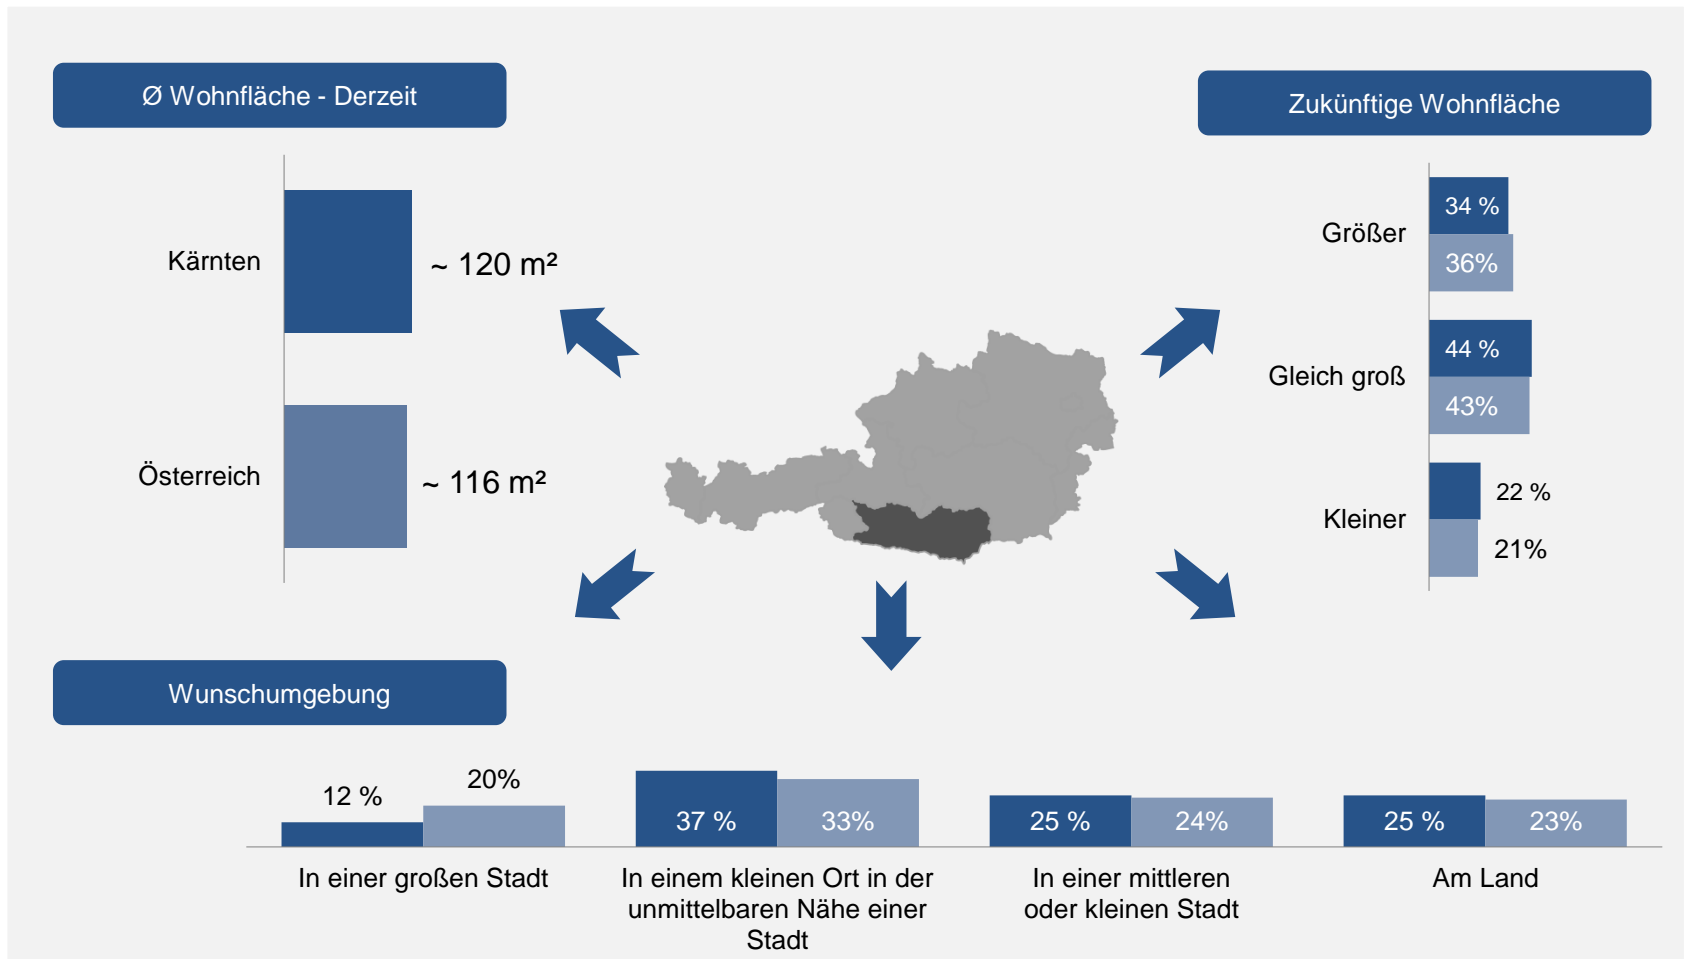 Ø Wohnfläche - Derzeit
Kärnten
~ 120 m²
Österreich
~ 116 m²
Zukünftige Wohnfläche
Größer
34 %
36%
Gleich groß
44 %
43%
Kleiner
22 %
21%
Wunschumgebung
12 %
20%
37 %
33%
25 %
24%
25 %
23%
In einer großen Stadt
In einem kleinen Ort in der
unmittelbaren Nähe einer
Stadt
In einer mittleren
oder kleinen Stadt
Am Land